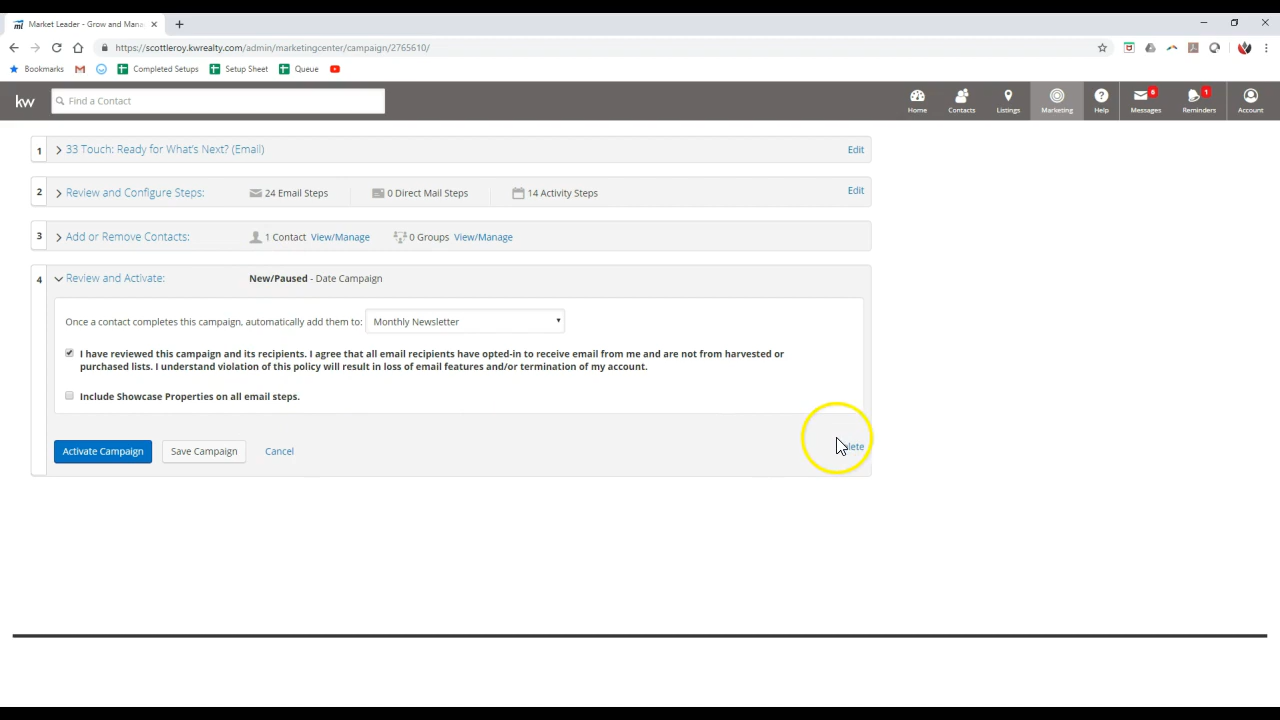 Market Leader - Grow and Mana
https://scottleroy.kwrealty.com/admin/marketingcenter/campaign/2765610/
Bookmarks Completed Setups Setup Sheet Queue
kw Find a Contact Home Contacts Listings Marketing Help Messages 6 Reminders 1 Account
1 33 Touch: Ready for What's Next? (Email) Edit
2 Review and Configure Steps: 24 Email Steps 0 Direct Mail Steps 14 Activity Steps Edit
3 Add or Remove Contacts: 1 Contact View/Manage 0 Groups View/Manage
4 Review and Activate: New/Paused - Date Campaign
Once a contact completes this campaign, automatically add them to: Monthly Newsletter
I have reviewed this campaign and its recipients. I agree that all email recipients have opted-in to receive email from me and are not from harvested or
purchased lists. I understand violation of this policy will result in loss of email features and/or termination of my account.
Include Showcase Properties on all email steps.
Activate Campaign Save Campaign Cancel